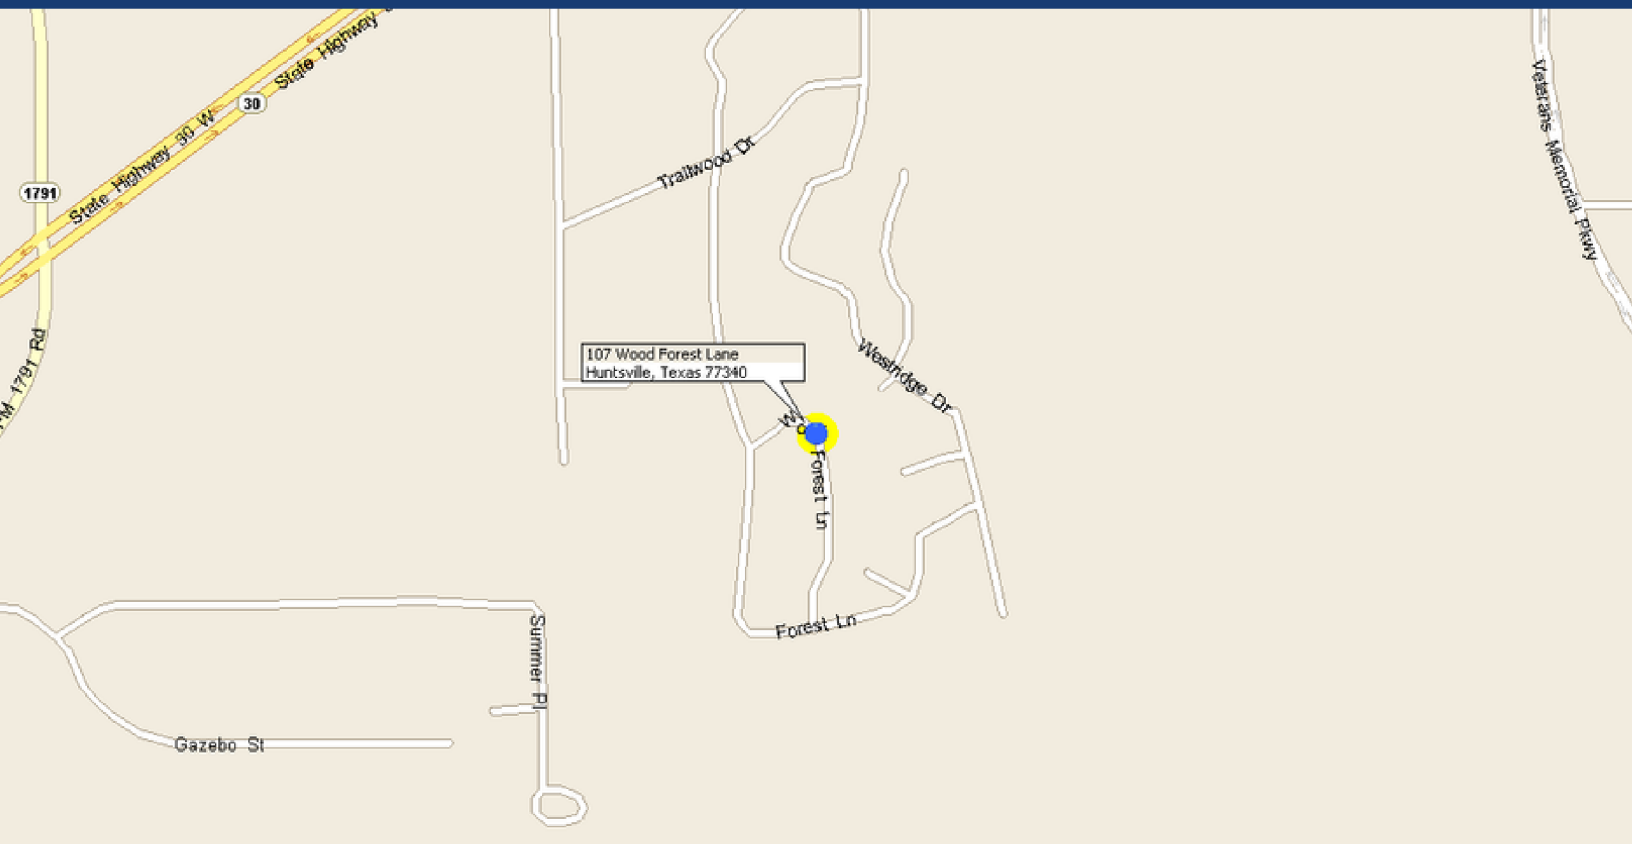 State Highway
30
State Highway 30 W
1791
Veterans Memorial Pkwy
Trailwood Dr
FM 1791 Rd
107 Wood Forest Lane
Huntsville, Texas 77340
Westridge Dr
Forest Ln
Forest Ln
Summer Pl
Gazebo St